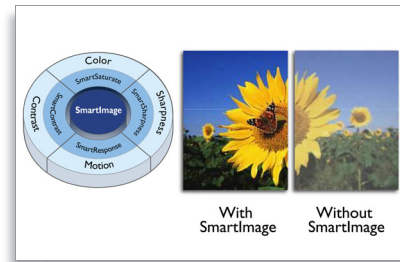 Color
SmartSaturate
Contrast
SmartContrast
SmartImage
SmartSharpness
Sharpness
SmartResponse
Motion
With
SmartImage
Without
SmartImage